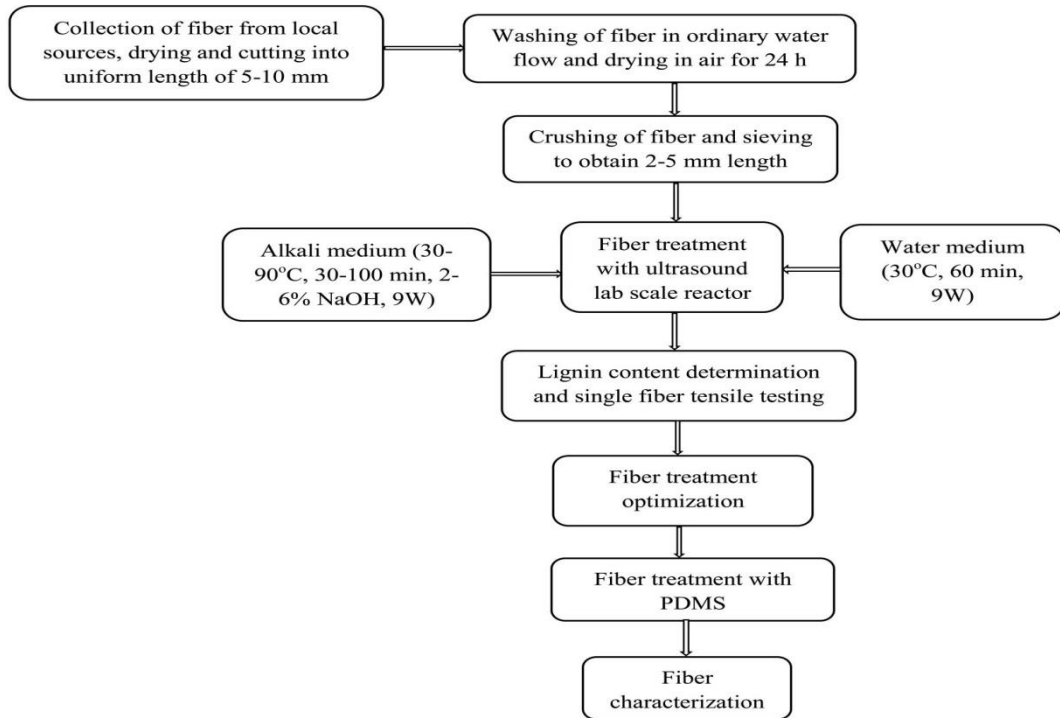 Collection of fiber from local
sources, drying and cutting into
uniform length of 5-10 mm
Washing of fiber in ordinary water
flow and drying in air for 24 h
Crushing of fiber and sieving
to obtain 2-5 mm length
Alkali medium (30-
90°C, 30-100 min, 2-
6% NaOH, 9W)
Fiber treatment
with ultrasound
lab scale reactor
Water medium
(30°C, 60 min,
9W)
Lignin content determination
and single fiber tensile testing
Fiber treatment
optimization
Fiber treatment with
PDMS
Fiber
characterization